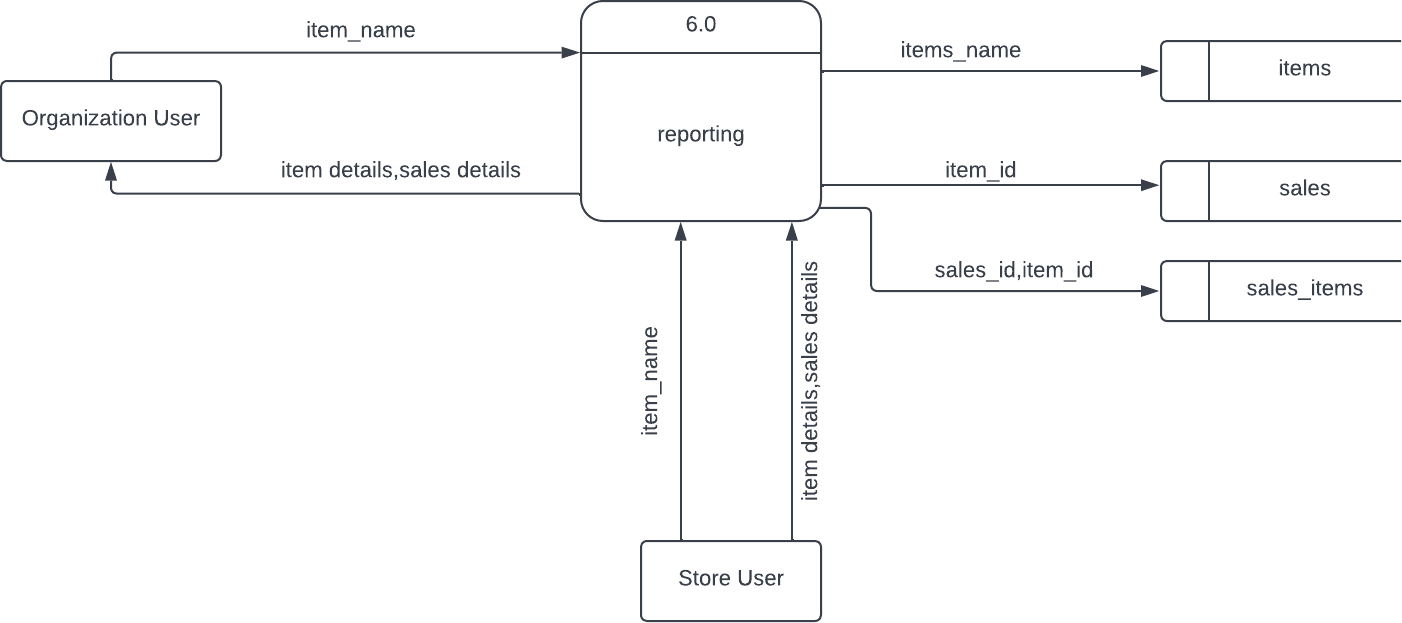 item_name
6.0
items_name
items
Organization User
reporting
item details,sales details
item_id
sales
sales_id,item_id
sales_items
item_name
item details,sales details
Store User